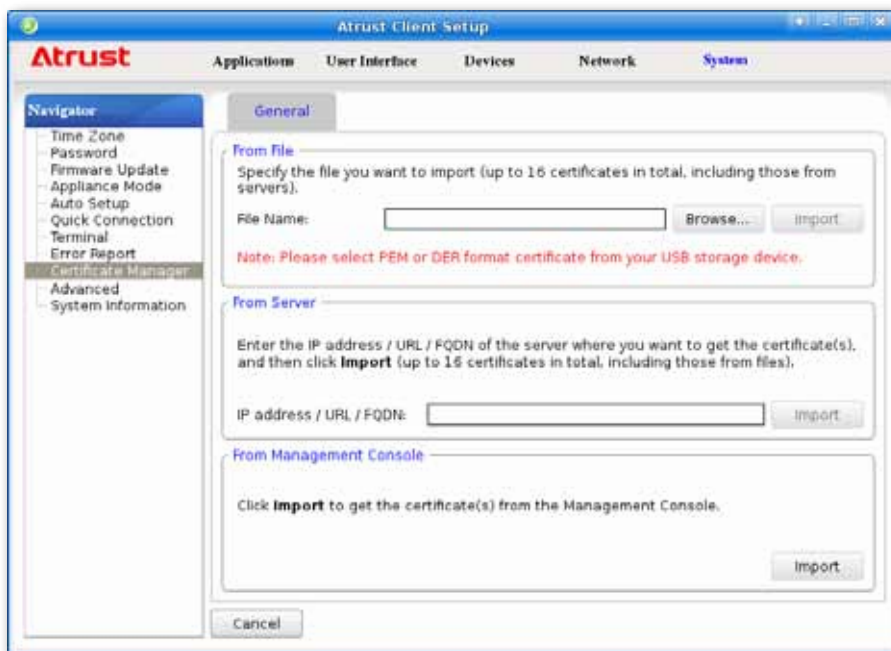 Atrust Client Setup
Atrust
Applications User Interface Devices Network System
Navigator
Time Zone
Password
Firmware Update
Appliance Mode
Auto Setup
Quick Connection
Terminal
Error Report
Certificate Manager
Advanced
System Information
General
From File
Specify the file you want to import (up to 16 certificates in total, including those from
servers).
File Name: Browse... Import
Note: Please select PEM or DER format certificate from your USB storage device.
From Server
Enter the IP address / URL / FQDN of the server where you want to get the certificate(s),
and then click Import (up to 16 certificates in total, including those from files).
IP address / URL / FQDN: Import
From Management Console
Click Import to get the certificate(s) from the Management Console.
Import
Cancel